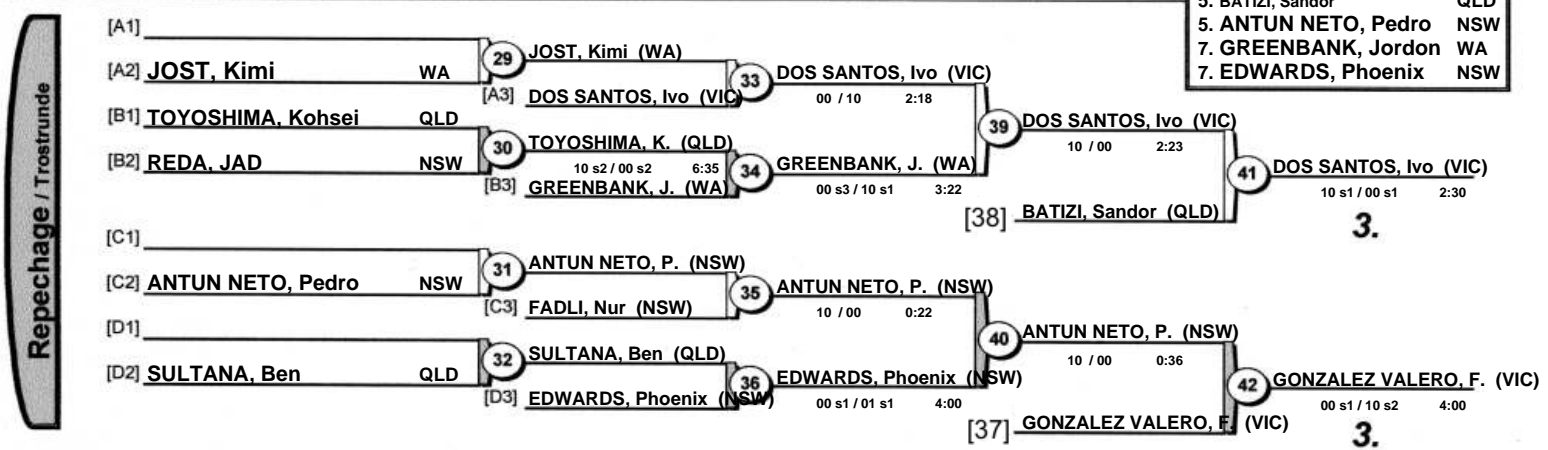 5. BATIZI, Sandor QLD
5. ANTUN NETO, Pedro NSW
7. GREENBANK, Jordon WA
7. EDWARDS, Phoenix NSW
Repechage / Trostrunde
[A1]
[A2] JOST, Kimi WA
29
JOST, Kimi (WA)
[A3] DOS SANTOS, Ivo (VIC)
33
DOS SANTOS, Ivo (VIC)
00 / 10 2:18
[B1] TOYOSHIMA, Kohsei QLD
[B2] REDA, JAD NSW
30
TOYOSHIMA, K. (QLD)
10 s2 / 00 s2 6:35
[B3] GREENBANK, J. (WA)
34
GREENBANK, J. (WA)
00 s3 / 10 s1 3:22
39
DOS SANTOS, Ivo (VIC)
10 / 00 2:23
[38] BATIZI, Sandor (QLD)
41
DOS SANTOS, Ivo (VIC)
10 s1 / 00 s1 2:30
3.
[C1]
[C2] ANTUN NETO, Pedro NSW
31
ANTUN NETO, P. (NSW)
[C3] FADLI, Nur (NSW)
35
ANTUN NETO, P. (NSW)
10 / 00 0:22
[D1]
[D2] SULTANA, Ben QLD
32
SULTANA, Ben (QLD)
[D3] EDWARDS, Phoenix (NSW)
36
EDWARDS, Phoenix (NSW)
00 s1 / 01 s1 4:00
40
ANTUN NETO, P. (NSW)
10 / 00 0:36
[37] GONZALEZ VALERO, F. (VIC)
42
GONZALEZ VALERO, F. (VIC)
00 s1 / 10 s2 4:00
3.